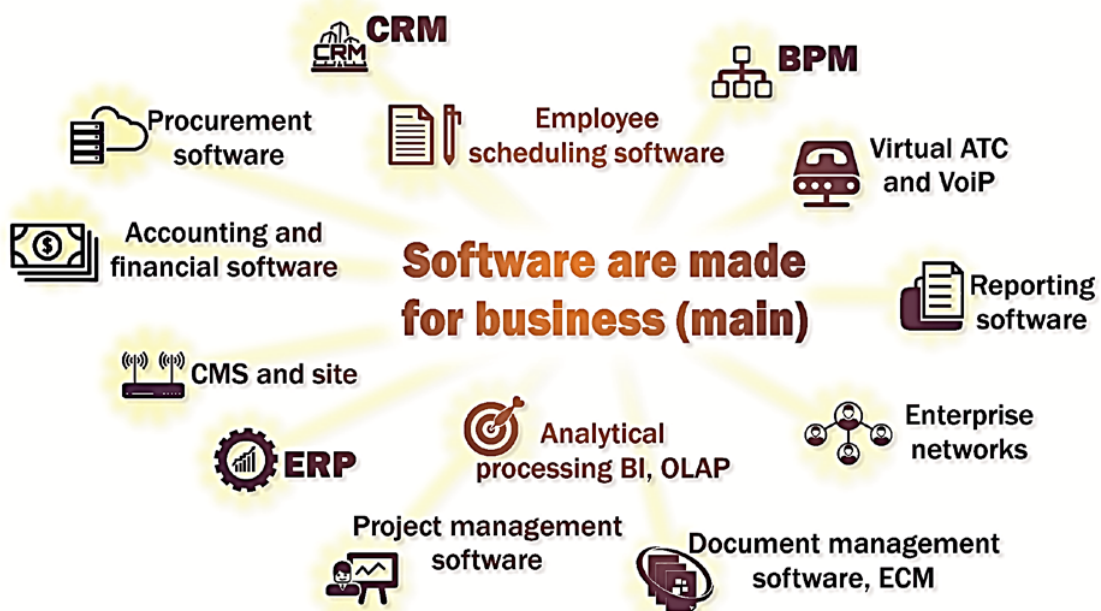 CRM
CRM
BPM
Procurement
software
Employee
scheduling software
Virtual ATC
and VoiP
Accounting and
financial software
Software are made
for business (main)
Reporting
software
CMS and site
Enterprise
networks
ERP
Analytical
processing BI, OLAP
Project management
software
Document management
software, ECM